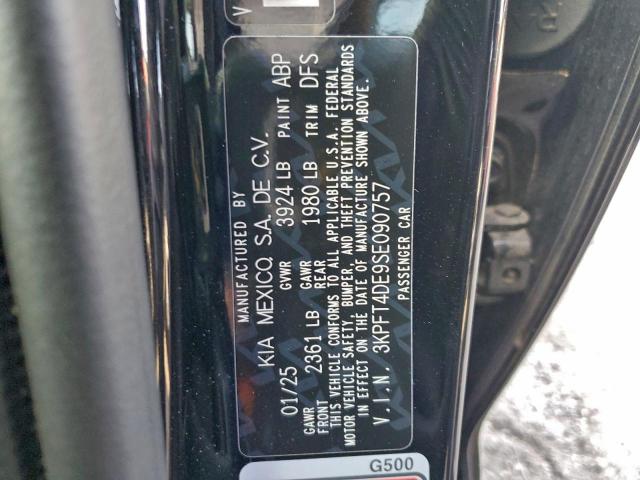 V
MANUFACTURED BY
KIA MEXICO, S.A. DE C.V.
01/25 GVWR 3924 LB PAINT ABP
GAWR FRONT 2361 LB GAWR REAR 1980 LB TRIM DFS
THIS VEHICLE CONFORMS TO ALL APPLICABLE U.S.A. FEDERAL
MOTOR VEHICLE SAFETY, BUMPER, AND THEFT PREVENTION STANDARDS
IN EFFECT ON THE DATE OF MANUFACTURE SHOWN ABOVE.
V.I.N. 3KPFT4DE9SE090757
PASSENGER CAR
G500